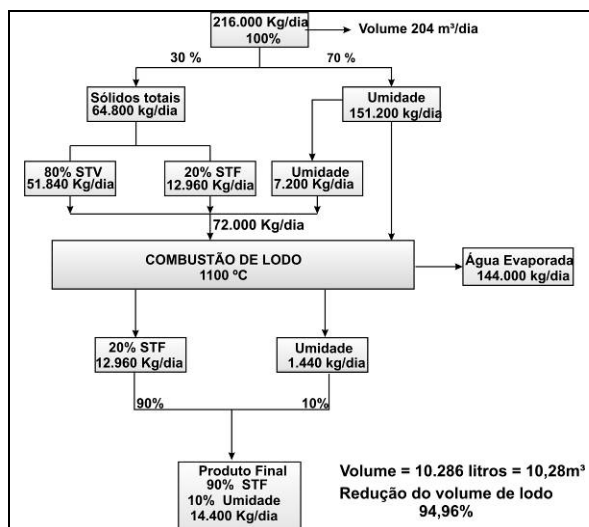 216.000 Kg/dia
100%
Volume 204 m³/dia
30 %
70 %
Sólidos totais
64.800 kg/dia
Umidade
151.200 kg/dia
80% STV
51.840 Kg/dia
20% STF
12.960 Kg/dia
Umidade
7.200 Kg/dia
72.000 Kg/dia
COMBUSTÃO DE LODO
1100 ºC
Água Evaporada
144.000 kg/dia
20% STF
12.960 Kg/dia
Umidade
1.440 kg/dia
90%
10%
Produto Final
90% STF
10% Umidade
14.400 Kg/dia
Volume = 10.286 litros = 10,28m³
Redução do volume de lodo
94,96%